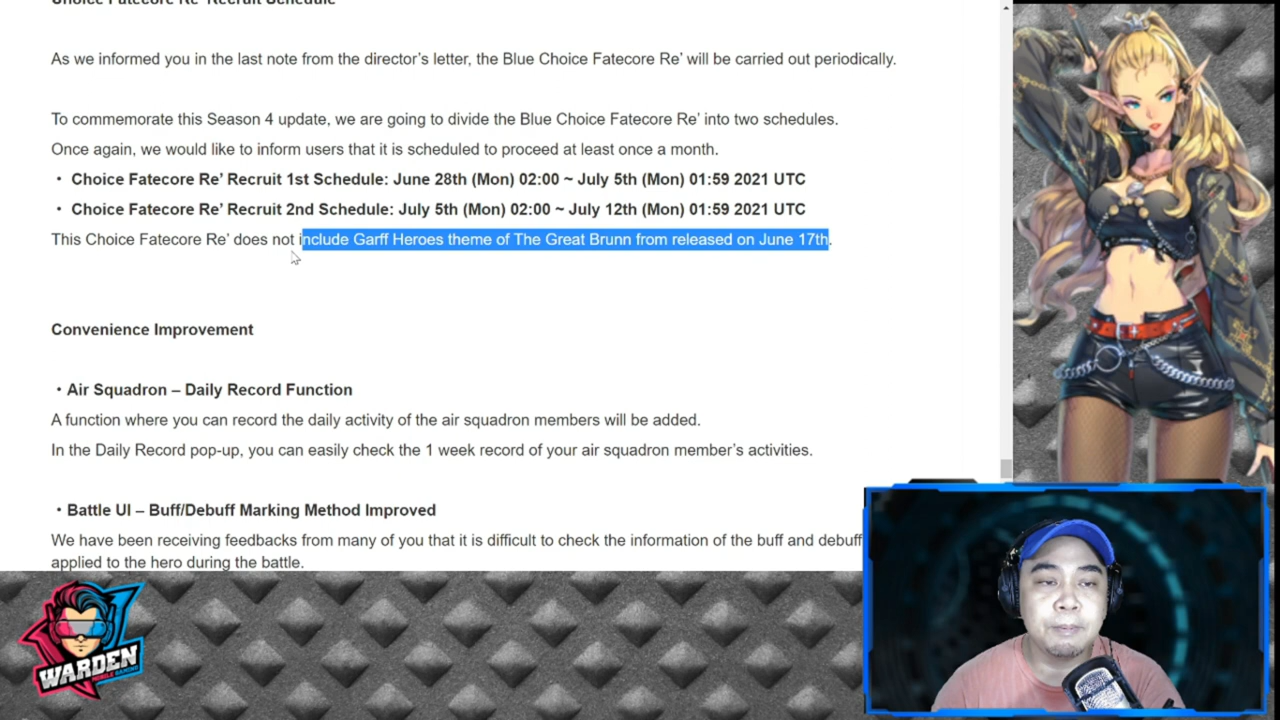 Choice Fatecore Re' Recruit Schedule
As we informed you in the last note from the director's letter, the Blue Choice Fatecore Re' will be carried out periodically.
To commemorate this Season 4 update, we are going to divide the Blue Choice Fatecore Re' into two schedules.
Once again, we would like to inform users that it is scheduled to proceed at least once a month.
• Choice Fatecore Re' Recruit 1st Schedule: June 28th (Mon) 02:00 ~ July 5th (Mon) 01:59 2021 UTC
• Choice Fatecore Re' Recruit 2nd Schedule: July 5th (Mon) 02:00 ~ July 12th (Mon) 01:59 2021 UTC
This Choice Fatecore Re' does not include Garff Heroes theme of The Great Brunn from released on June 17th.
Convenience Improvement
• Air Squadron – Daily Record Function
A function where you can record the daily activity of the air squadron members will be added.
In the Daily Record pop-up, you can easily check the 1 week record of your air squadron member's activities.
• Battle UI – Buff/Debuff Marking Method Improved
We have been receiving feedbacks from many of you that it is difficult to check the information of the buff and debuff
applied to the hero during the battle.
WARDEN
MOBILE GAMING